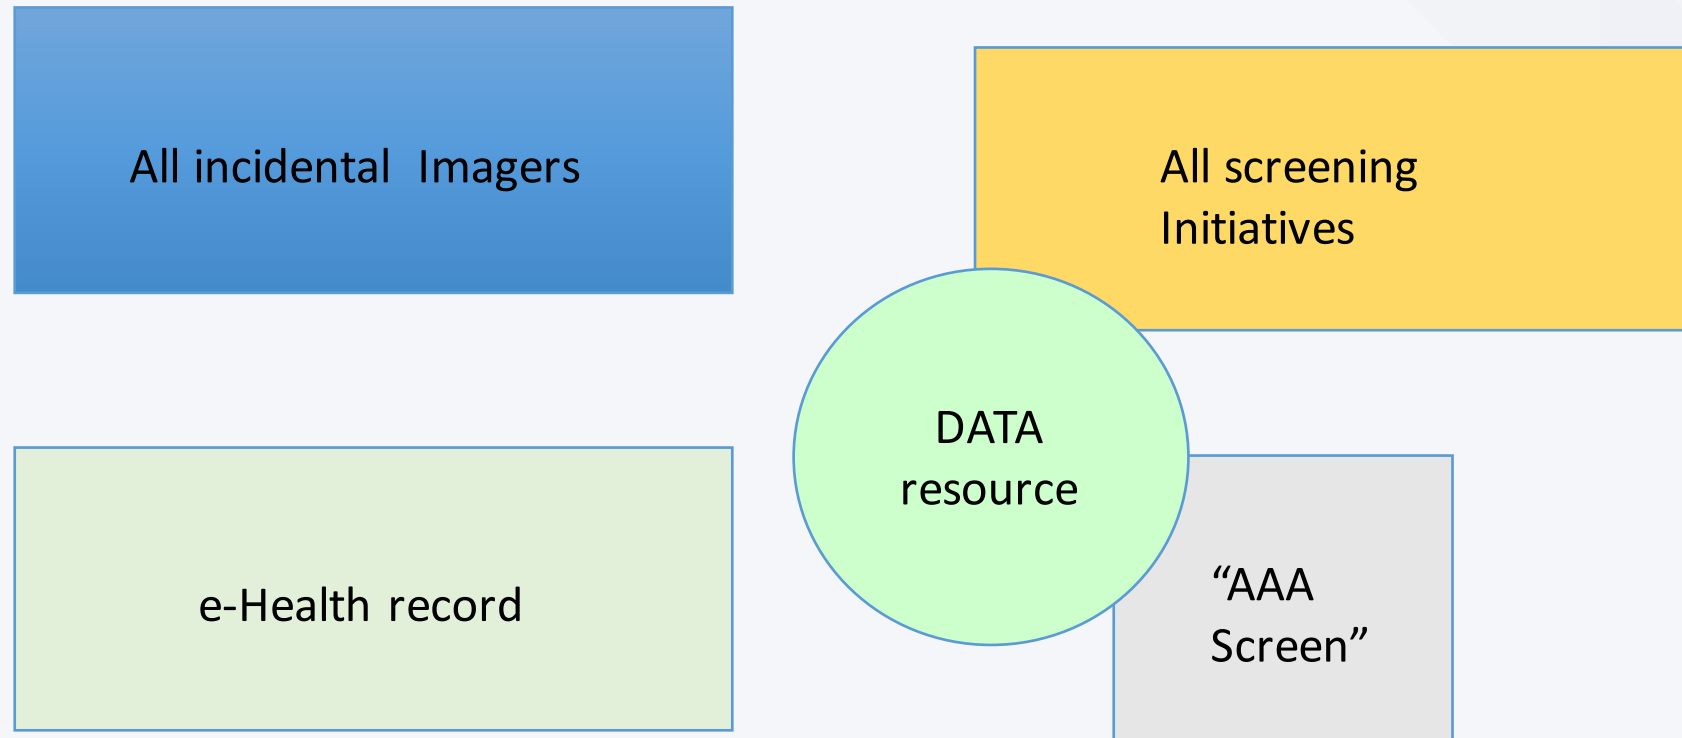 All incidental  Imagers
All screening
Initiatives
DATA
resource
e-Health record
“AAA
Screen”